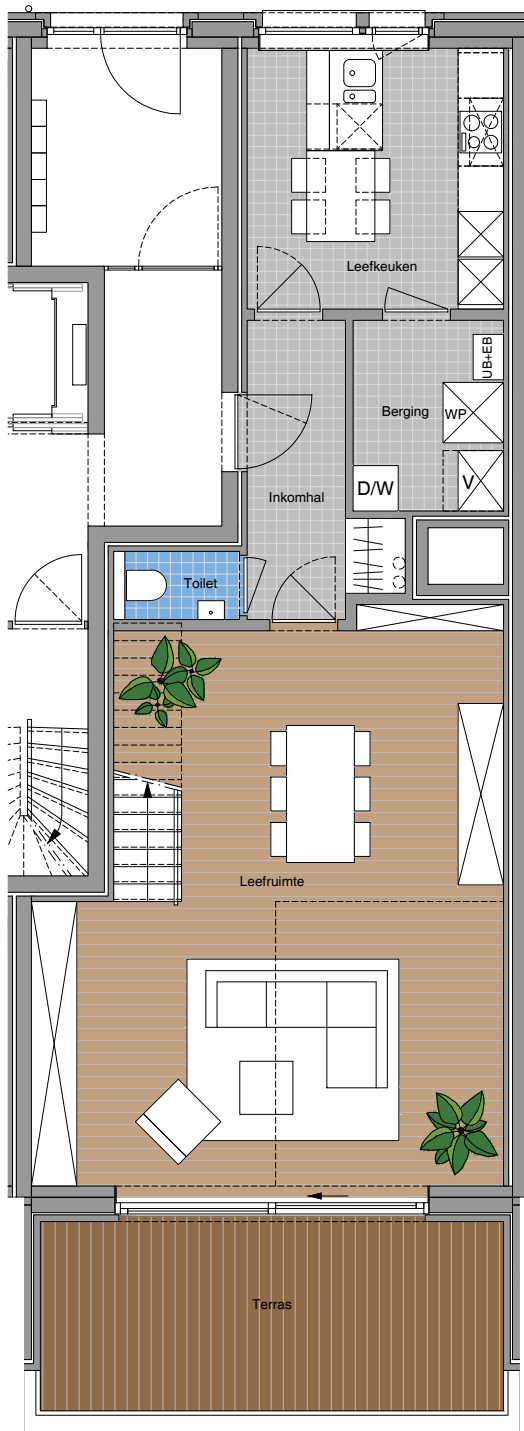 Leefkeuken
UB+EB
Berging
WP
D/W
V
Inkomhal
Toilet
Leefruimte
Terras